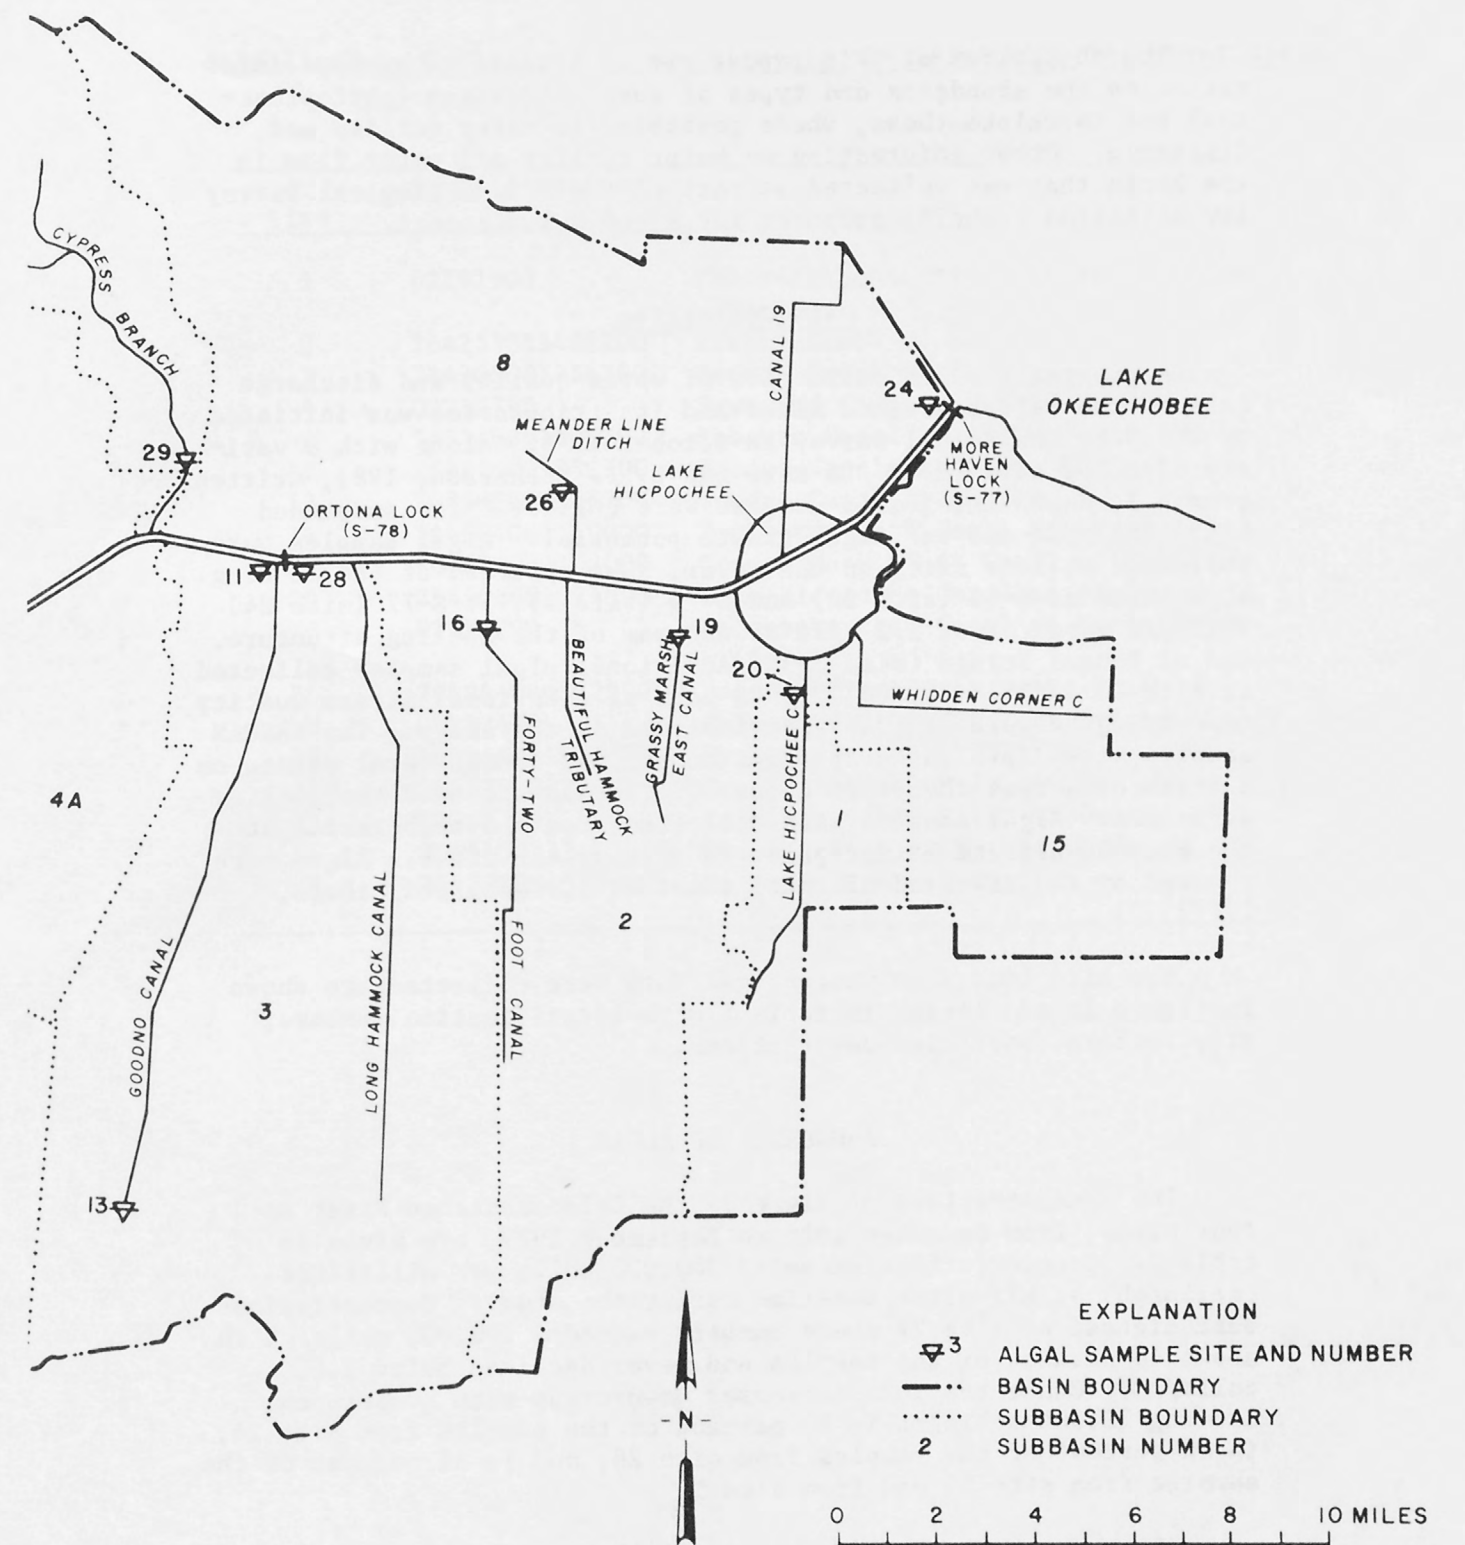 CYPRESS BRANCH
8
CANAL 19
24
LAKE
OKEECHOBEE
MEANDER LINE
DITCH
29
26
LAKE
HICPOCHEE
MORE
HAVEN
LOCK
(S-77)
ORTONA LOCK
(S-78)
11
28
16
19
20
BEAUTIFUL HAMMOCK
TRIBUTARY
GRASSY MARSH
EAST CANAL
WHIDDEN CORNER C
4A
FORTY-TWO
FOOT CANAL
LAKE HICPOCHEE C
1
15
2
GOODNO CANAL
3
LONG HAMMOCK CANAL
13
EXPLANATION
3 ALGAL SAMPLE SITE AND NUMBER
BASIN BOUNDARY
SUBBASIN BOUNDARY
2 SUBBASIN NUMBER
-N-
0 2 4 6 8 10 MILES